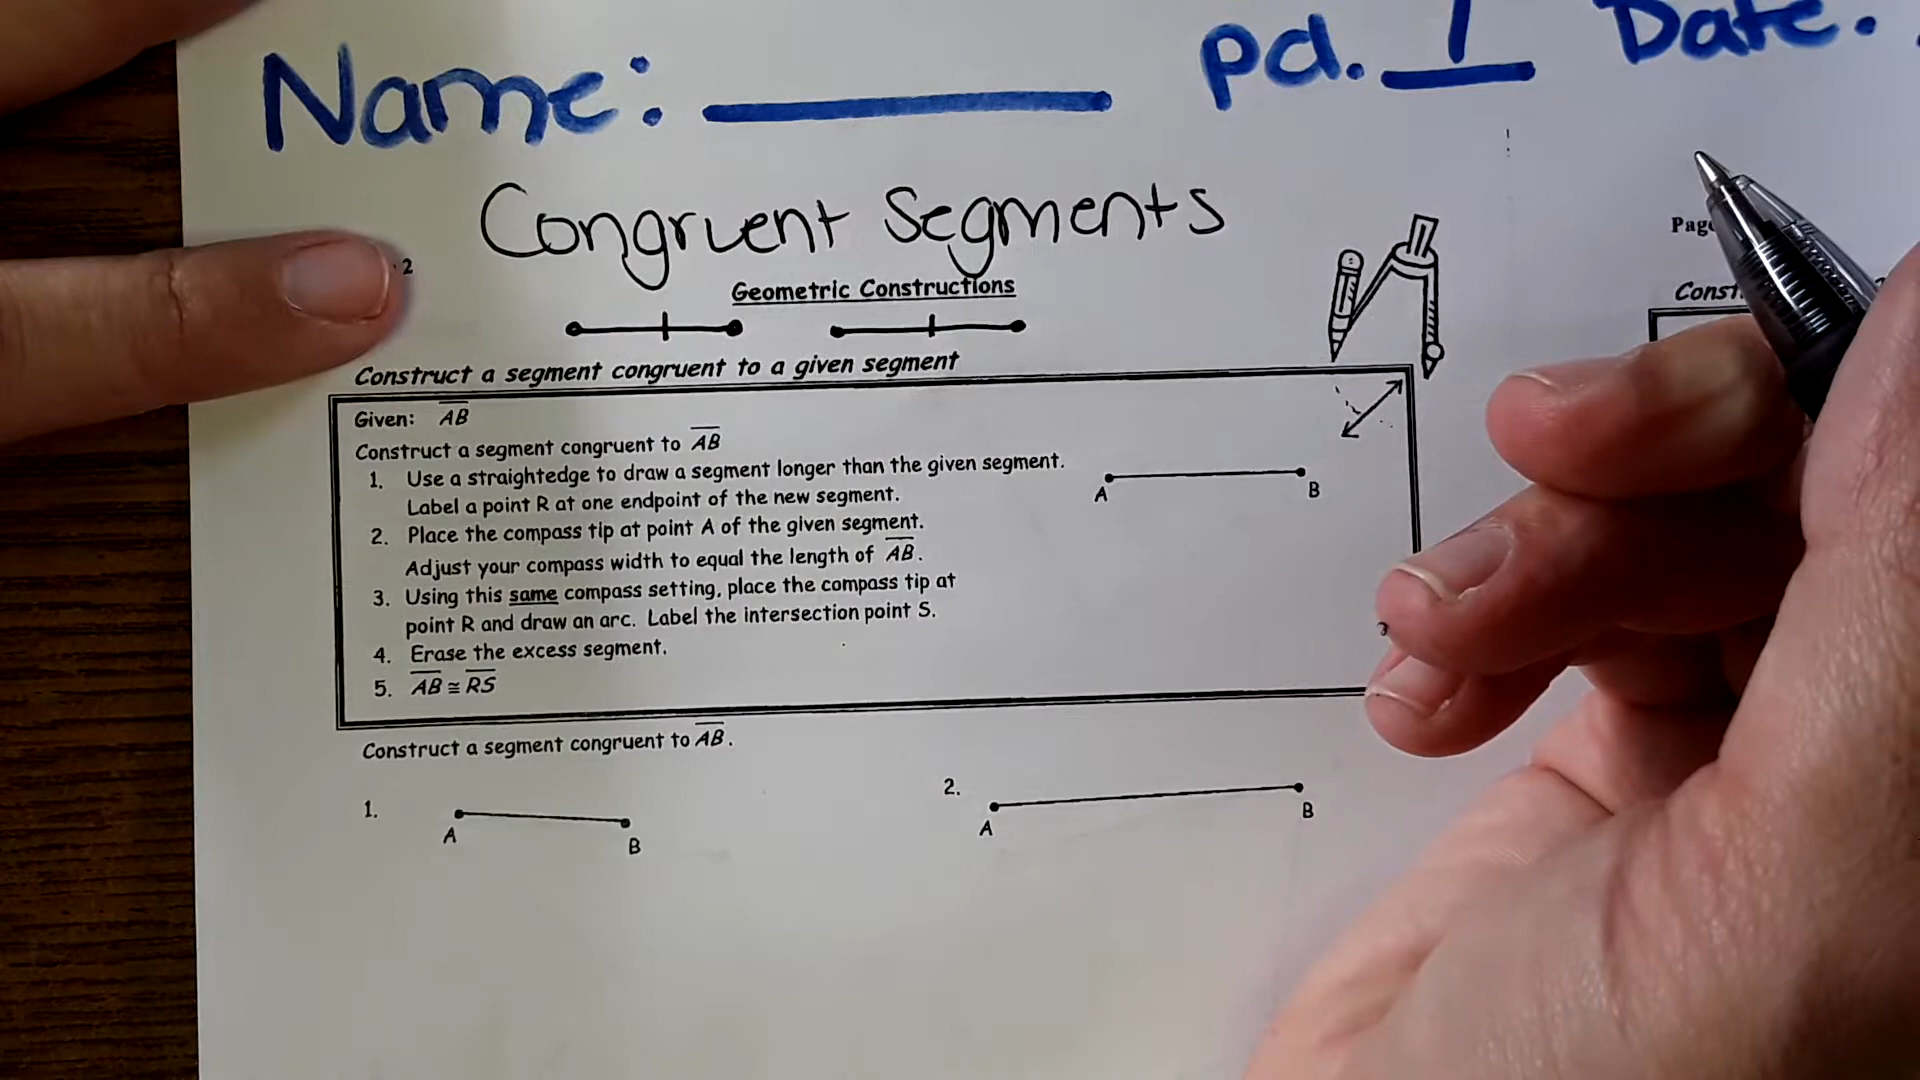 Name: pd. 1 Date.
Congruent Segments
2
Geometric Constructions
Construct a segment congruent to a given segment
Given: AB
Construct a segment congruent to AB
1. Use a straightedge to draw a segment longer than the given segment.
Label a point R at one endpoint of the new segment.
2. Place the compass tip at point A of the given segment.
Adjust your compass width to equal the length of AB.
3. Using this same compass setting, place the compass tip at
point R and draw an arc. Label the intersection point S.
4. Erase the excess segment.
5. AB ≅ RS
A B
Construct a segment congruent to AB.
1. A B
2. A B